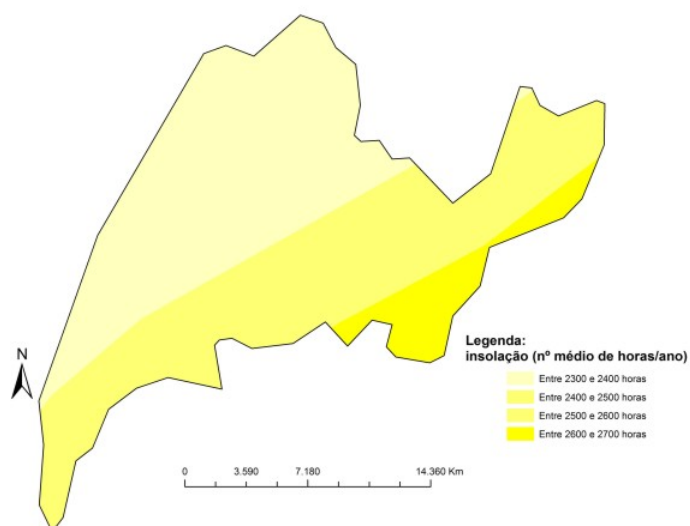 N
Legenda:
insolação (nº médio de horas/ano)
Entre 2300 e 2400 horas
Entre 2400 e 2500 horas
Entre 2500 e 2600 horas
Entre 2600 e 2700 horas
0 3.590 7.180 14.360 Km